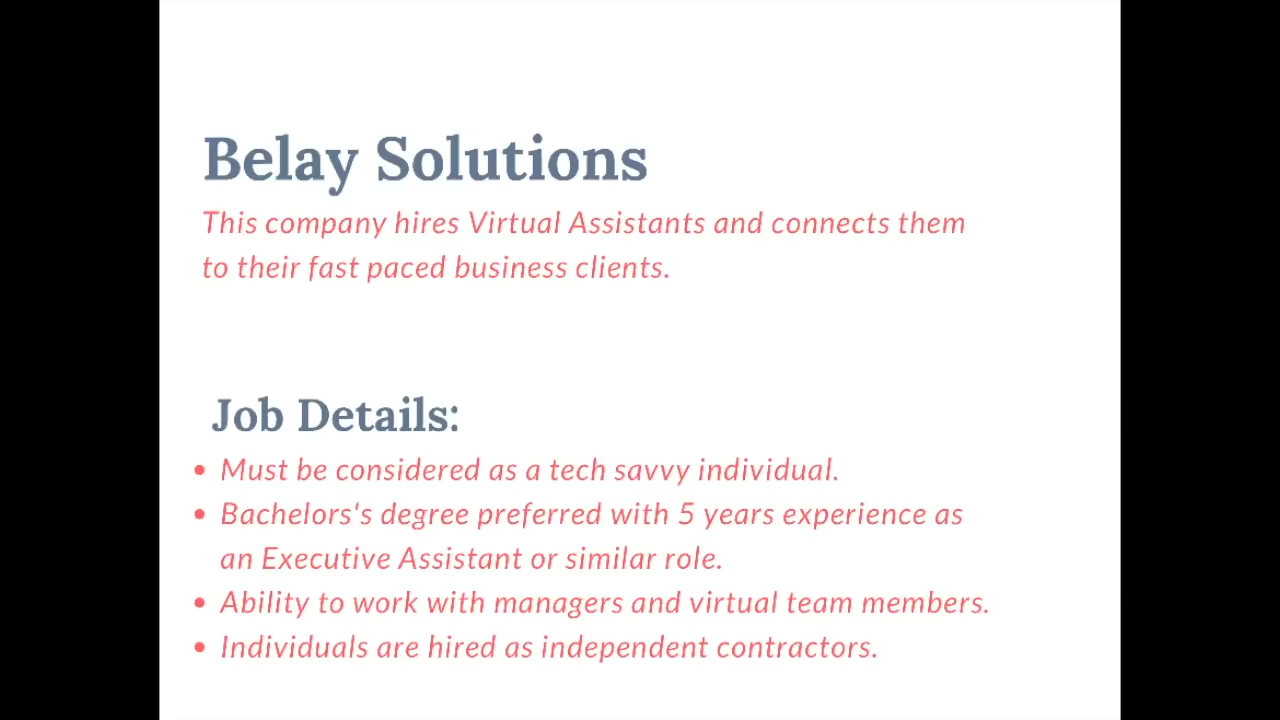 Belay Solutions
This company hires Virtual Assistants and connects them
to their fast paced business clients.
Job Details:
• Must be considered as a tech savvy individual.
• Bachelors's degree preferred with 5 years experience as
an Executive Assistant or similar role.
• Ability to work with managers and virtual team members.
• Individuals are hired as independent contractors.